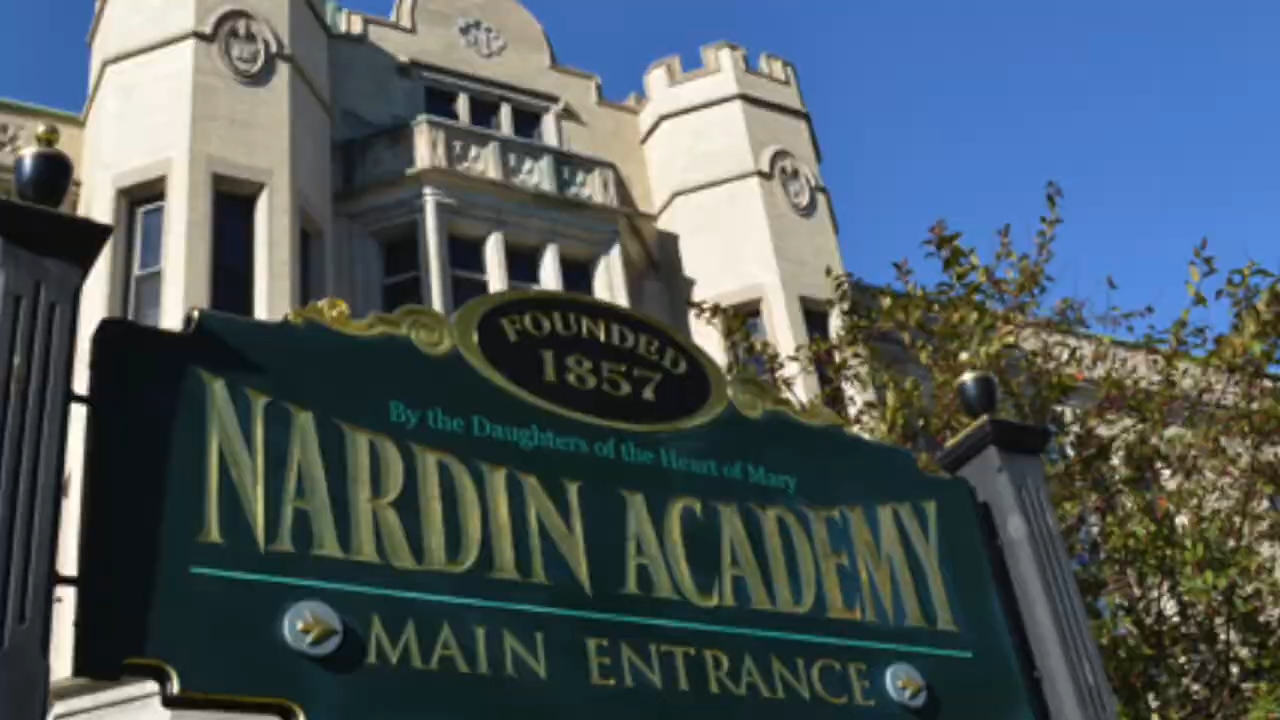 FOUNDED
1857
By the Daughters of the Heart of Mary
NARDIN ACADEMY
MAIN ENTRANCE